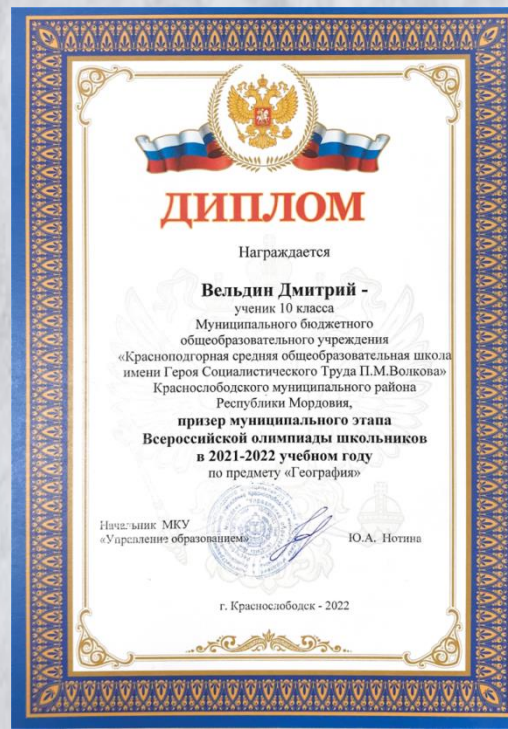 ДИПЛОМ
Награждается
Вельдин Дмитрий -
ученик 10 класса
Муниципального бюджетного
общеобразовательного учреждения
«Красноподгорная средняя общеобразовательная школа
имени Героя Социалистического Труда П.М.Волкова»
Краснослободского муниципального района
Республики Мордовия,
призер муниципального этапа
Всероссийской олимпиады школьников
в 2021-2022 учебном году
по предмету «География»
Начальник МКУ
«Управление образованием»
Ю.А. Нотина
г. Краснослободск - 2022